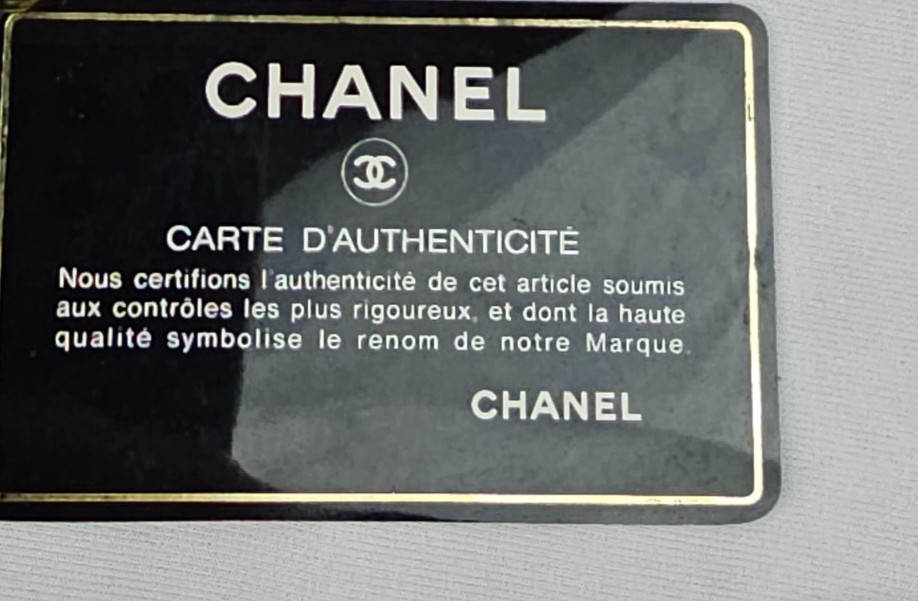 CHANEL
CARTE D'AUTHENTICITÉ
Nous certifions l'authenticité de cet article soumis
aux contrôles les plus rigoureux, et dont la haute
qualité symbolise le renom de notre Marque.
CHANEL